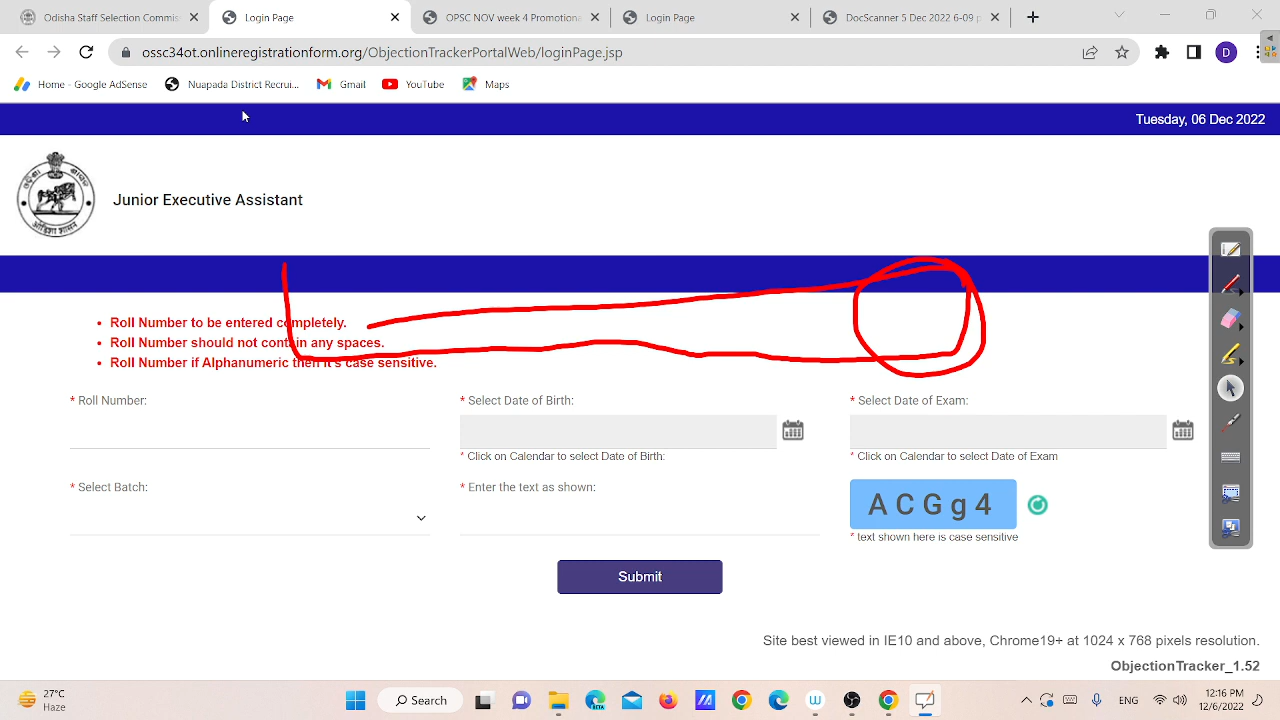 Odisha Staff Selection Commis
Login Page
OPSC NOV week 4 Promotiona
Login Page
DocScanner 5 Dec 2022 6-09 p
ossc34ot.onlineregistrationform.org/ObjectionTrackerPortalWeb/loginPage.jsp
D
Home - Google AdSense
Nuapada District Recrui...
Gmail
YouTube
Maps
Tuesday, 06 Dec 2022
Junior Executive Assistant
• Roll Number to be entered completely.
• Roll Number should not contain any spaces.
• Roll Number if Alphanumeric then it's case sensitive.
* Roll Number:
* Select Date of Birth:
* Select Date of Exam:
* Click on Calendar to select Date of Birth:
* Click on Calendar to select Date of Exam
* Select Batch:
* Enter the text as shown:
A C G g 4
* text shown here is case sensitive
Submit
Site best viewed in IE10 and above, Chrome19+ at 1024 x 768 pixels resolution.
ObjectionTracker_1.52
27°C
Haze
Search
ENG
12:16 PM
12/6/2022